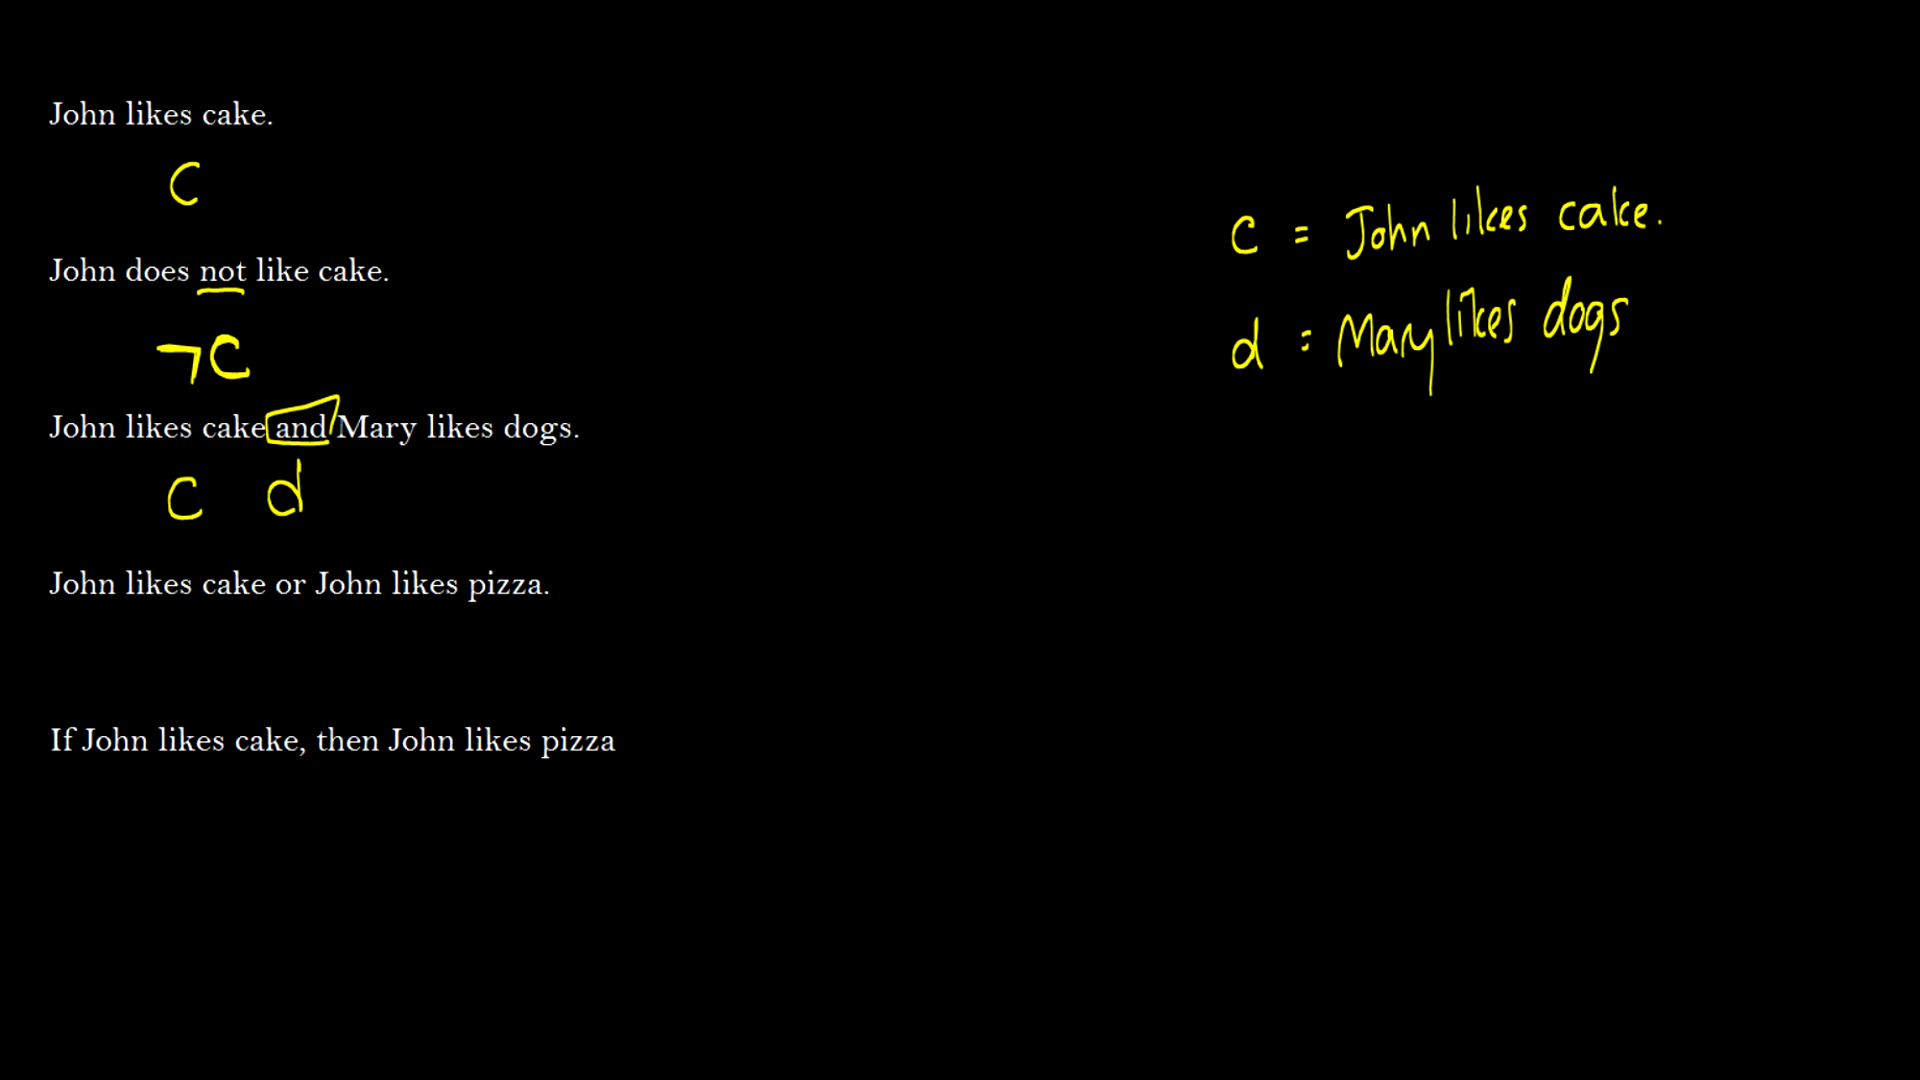 John likes cake.
C
C = John likes cake.
John does not like cake.
¬C
d = Mary likes dogs
John likes cake and Mary likes dogs.
C d
John likes cake or John likes pizza.
If John likes cake, then John likes pizza